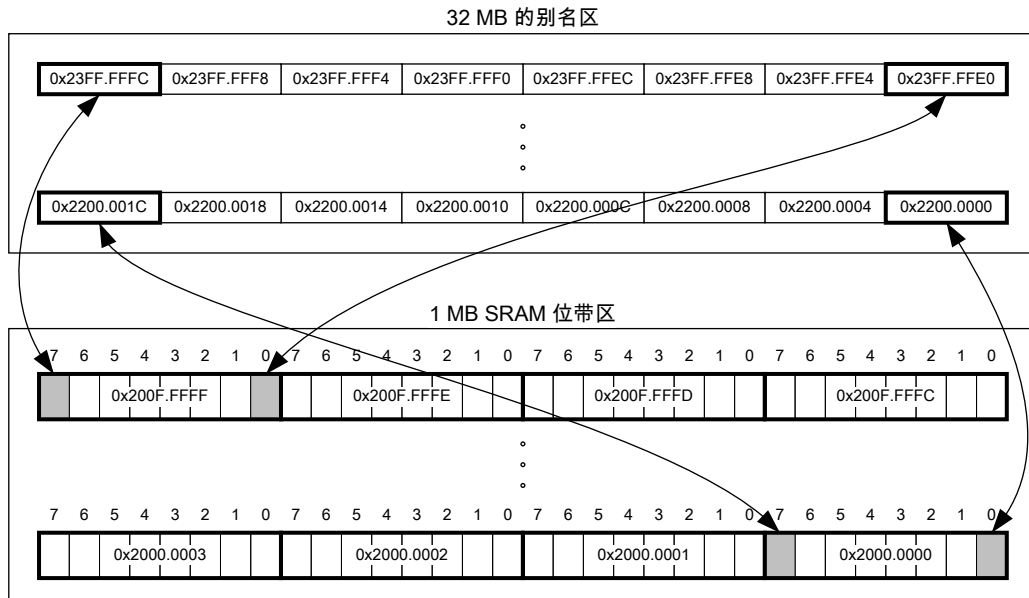 32 MB 的别名区
0x23FF.FFFC 0x23FF.FFF8 0x23FF.FFF4 0x23FF.FFF0 0x23FF.FFEC 0x23FF.FFE8 0x23FF.FFE4 0x23FF.FFE0
0x2200.001C 0x2200.0018 0x2200.0014 0x2200.0010 0x2200.000C 0x2200.0008 0x2200.0004 0x2200.0000
1 MB SRAM 位带区
7 6 5 4 3 2 1 0 7 6 5 4 3 2 1 0 7 6 5 4 3 2 1 0 7 6 5 4 3 2 1 0
0x200F.FFFF 0x200F.FFFE 0x200F.FFFD 0x200F.FFFC
7 6 5 4 3 2 1 0 7 6 5 4 3 2 1 0 7 6 5 4 3 2 1 0 7 6 5 4 3 2 1 0
0x2000.0003 0x2000.0002 0x2000.0001 0x2000.0000